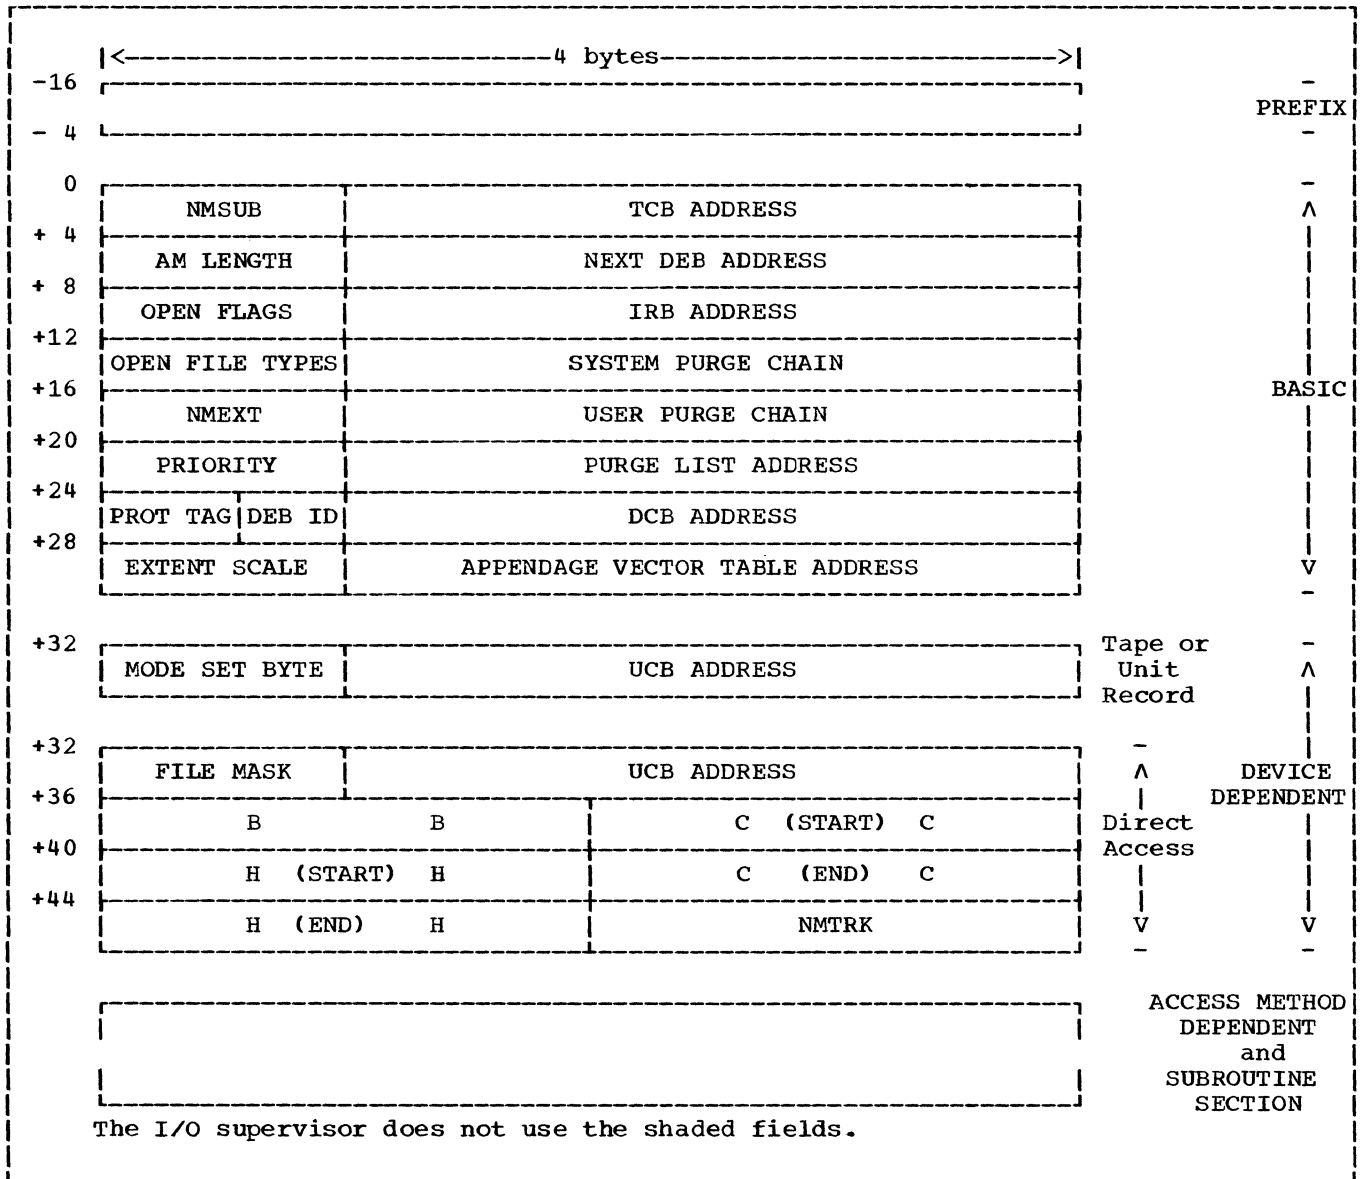 |<--4 bytes-->|
-16
PREFIX
- 4
0
NMSUB TCB ADDRESS
+ 4
AM LENGTH NEXT DEB ADDRESS
+ 8
OPEN FLAGS IRB ADDRESS
+12
OPEN FILE TYPES SYSTEM PURGE CHAIN
+16 BASIC
NMEXT USER PURGE CHAIN
+20
PRIORITY PURGE LIST ADDRESS
+24
PROT TAG DEB ID DCB ADDRESS
+28
EXTENT SCALE APPENDAGE VECTOR TABLE ADDRESS
+32 Tape or
MODE SET BYTE UCB ADDRESS Unit
Record
+32
FILE MASK UCB ADDRESS DEVICE
+36 DEPENDENT
B B C (START) C Direct
+40 Access
H (START) H C (END) C
+44
H (END) H NMTRK
ACCESS METHOD
DEPENDENT
and
SUBROUTINE
SECTION
The I/O supervisor does not use the shaded fields.